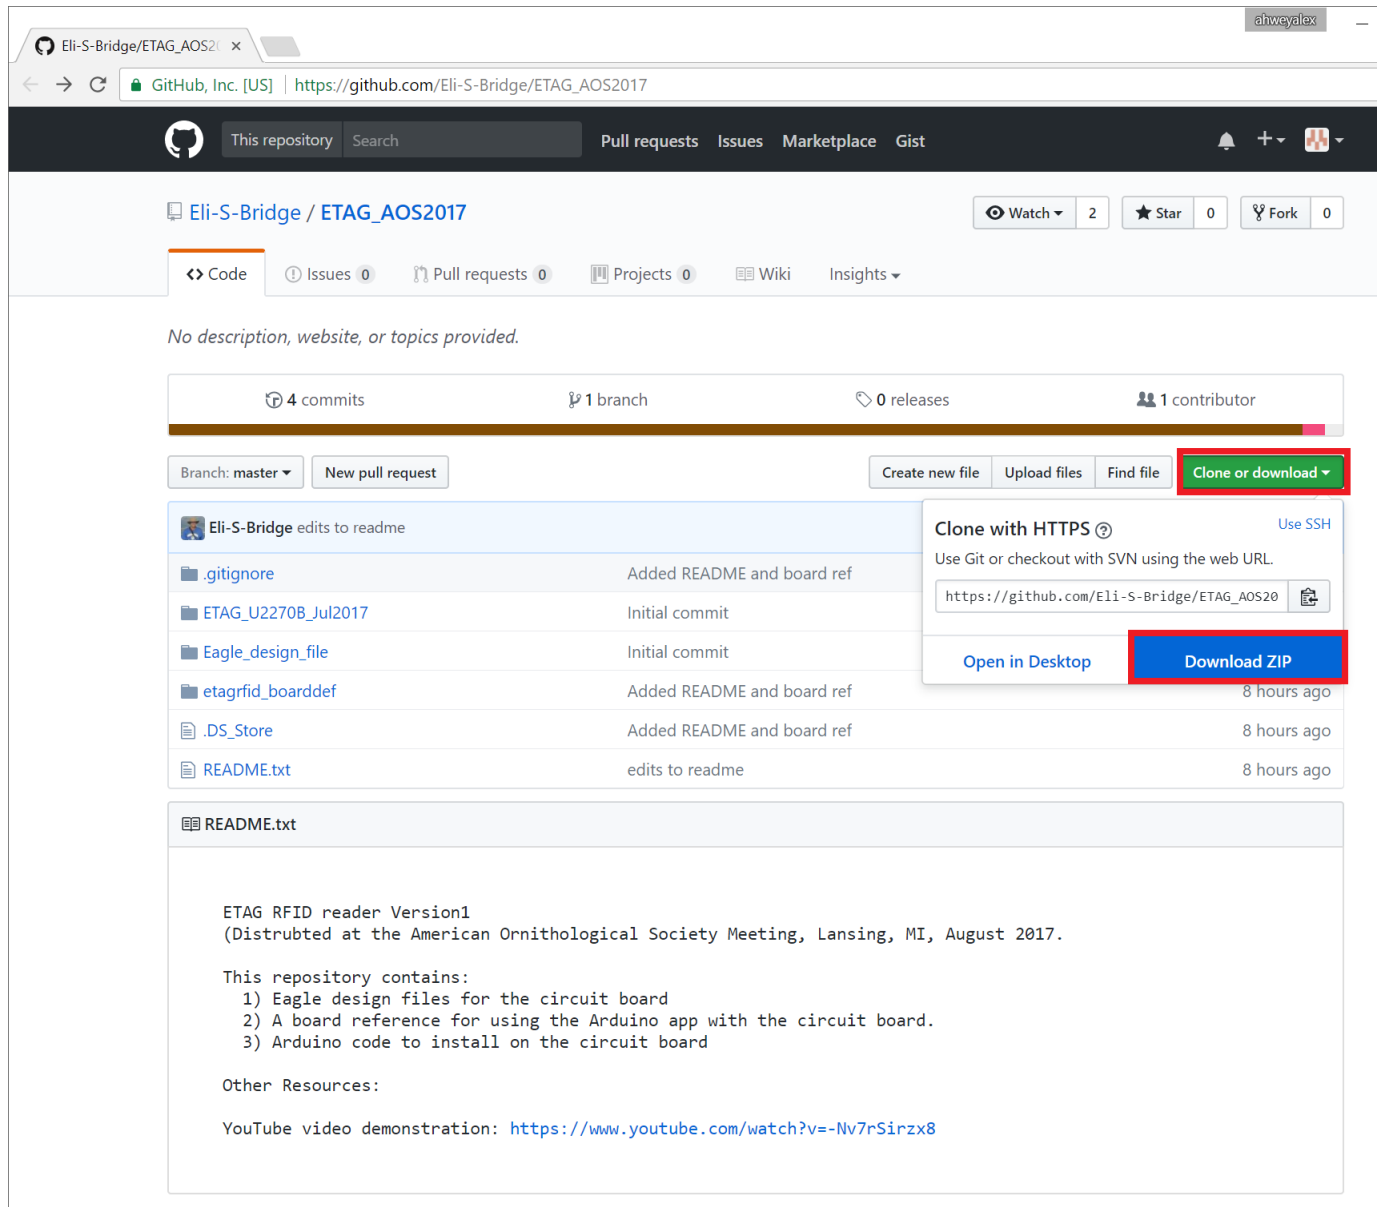 ahweyalex
Eli-S-Bridge/ETAG_AOS20
GitHub, Inc. [US] https://github.com/Eli-S-Bridge/ETAG_AOS2017
This repository Search Pull requests Issues Marketplace Gist
Eli-S-Bridge / ETAG_AOS2017
Watch 2 Star 0 Fork 0
Code Issues 0 Pull requests 0 Projects 0 Wiki Insights
No description, website, or topics provided.
4 commits 1 branch 0 releases 1 contributor
Branch: master New pull request Create new file Upload files Find file Clone or download
Eli-S-Bridge edits to readme
Clone with HTTPS Use SSH
Use Git or checkout with SVN using the web URL.
https://github.com/Eli-S-Bridge/ETAG_AOS20
Open in Desktop Download ZIP
.gitignore Added README and board ref
ETAG_U2270B_Jul2017 Initial commit
Eagle_design_file Initial commit
etagrfid_boarddef Added README and board ref 8 hours ago
.DS_Store Added README and board ref 8 hours ago
README.txt edits to readme 8 hours ago
README.txt
ETAG RFID reader Version1
(Distrubted at the American Ornithological Society Meeting, Lansing, MI, August 2017.
This repository contains:
1) Eagle design files for the circuit board
2) A board reference for using the Arduino app with the circuit board.
3) Arduino code to install on the circuit board
Other Resources:
YouTube video demonstration: https://www.youtube.com/watch?v=-Nv7rSirzx8